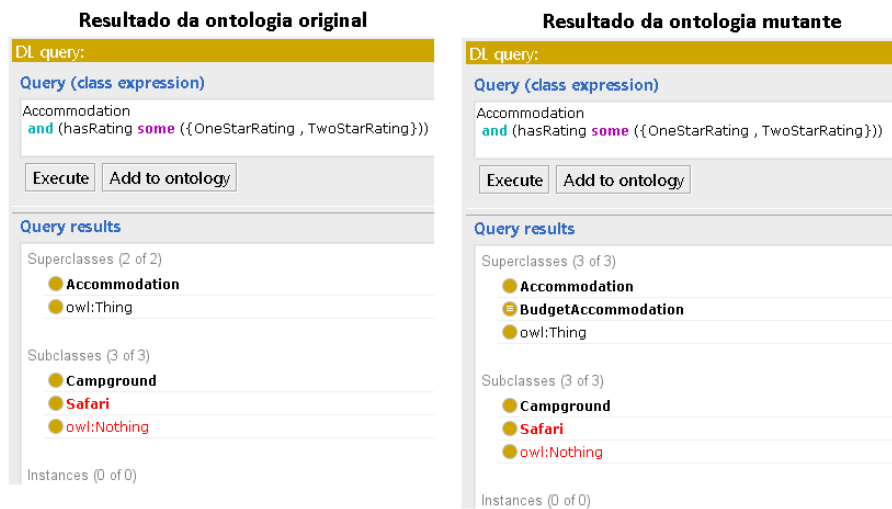 Resultado da ontologia original
DL query:
Query (class expression)
Accommodation
and (hasRating some ({OneStarRating , TwoStarRating}))
Execute
Add to ontology
Query results
Superclasses (2 of 2)
Accommodation
owl:Thing
Subclasses (3 of 3)
Campground
Safari
owl:Nothing
Instances (0 of 0)
Resultado da ontologia mutante
DL query:
Query (class expression)
Accommodation
and (hasRating some ({OneStarRating , TwoStarRating}))
Execute
Add to ontology
Query results
Superclasses (3 of 3)
Accommodation
BudgetAccommodation
owl:Thing
Subclasses (3 of 3)
Campground
Safari
owl:Nothing
Instances (0 of 0)